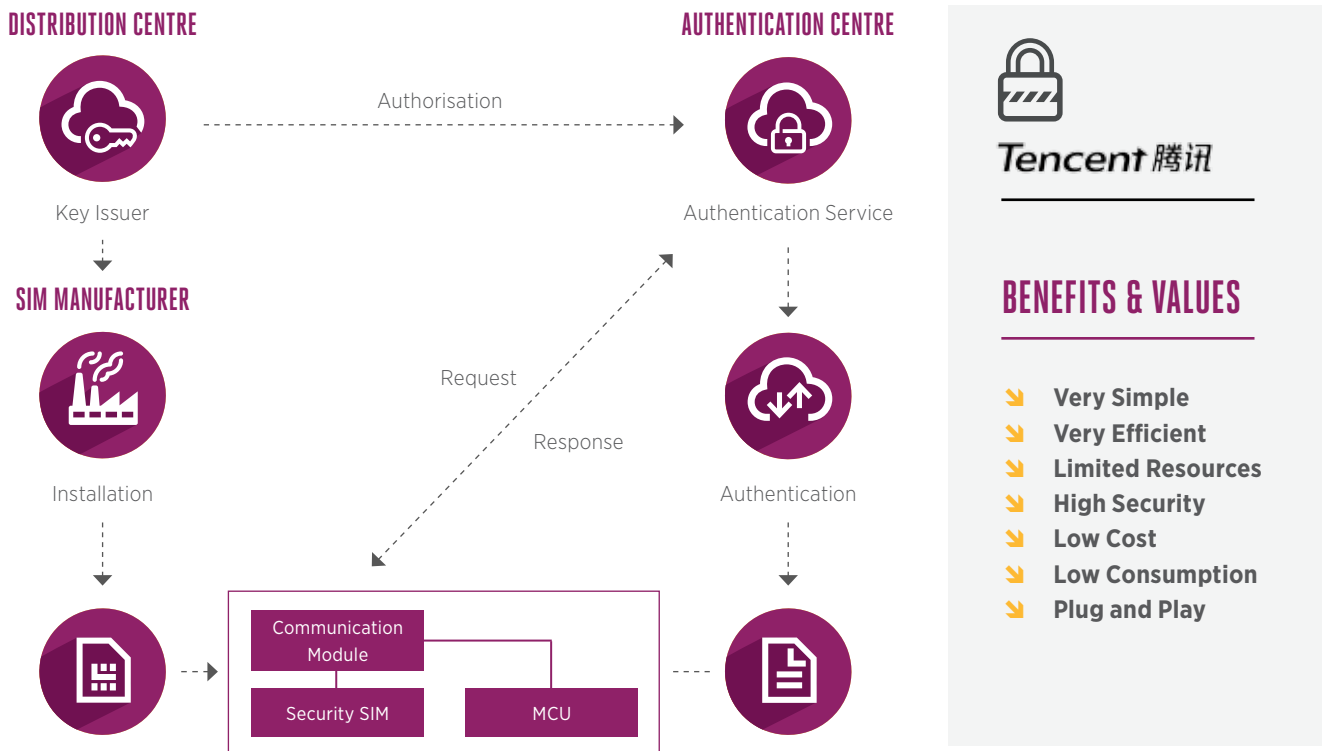 DISTRIBUTION CENTRE
AUTHENTICATION CENTRE
Authorisation
Key Issuer
Authentication Service
SIM MANUFACTURER
Request
Response
Installation
Authentication
Communication
Module
Security SIM
MCU
Tencent 腾讯
BENEFITS & VALUES
Very Simple
Very Efficient
Limited Resources
High Security
Low Cost
Low Consumption
Plug and Play